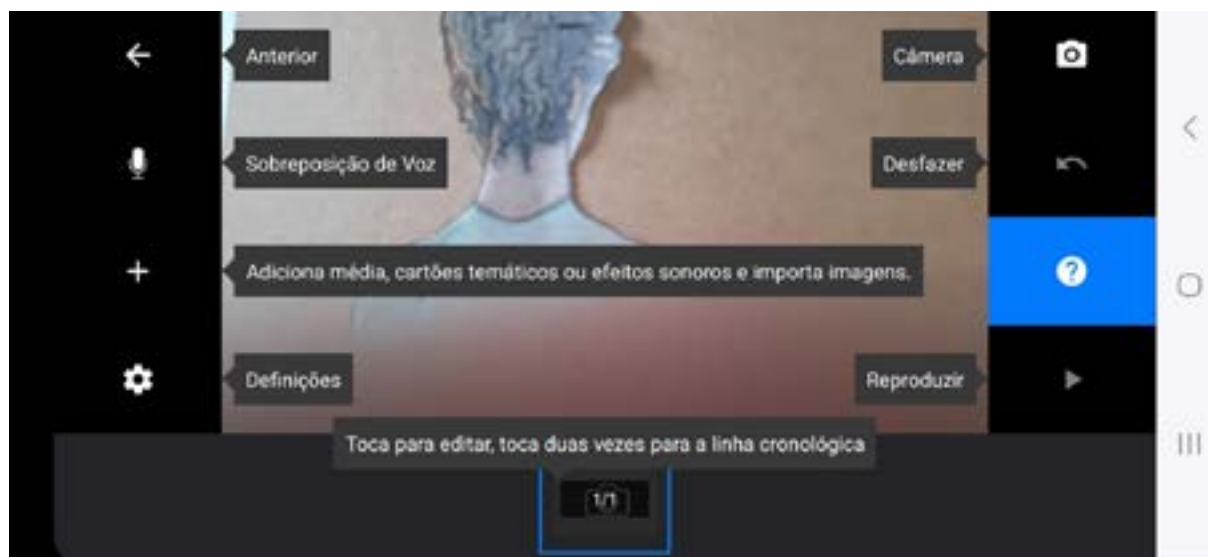 Anterior
Câmera
Sobreposição de Voz
Desfazer
Adiciona média, cartões temáticos ou efeitos sonoros e importa imagens.
Definições
Reproduzir
Toca para editar, toca duas vezes para a linha cronológica
1/1